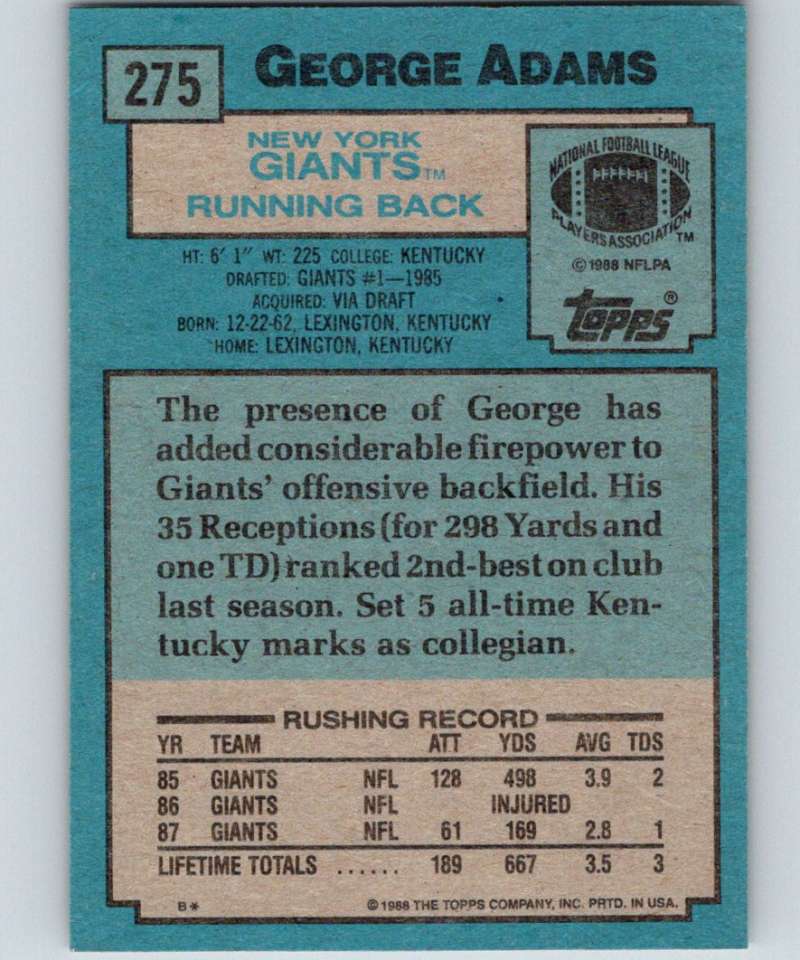 275
GEORGE ADAMS
NEW YORK
GIANTS™
RUNNING BACK
NATIONAL FOOTBALL LEAGUE
PLAYERS ASSOCIATION™
©1988 NFLPA
Topps®
HT: 6' 1" WT: 225 COLLEGE: KENTUCKY
DRAFTED: GIANTS #1—1985
ACQUIRED: VIA DRAFT
BORN: 12-22-62, LEXINGTON, KENTUCKY
HOME: LEXINGTON, KENTUCKY
The presence of George has
added considerable firepower to
Giants' offensive backfield. His
35 Receptions (for 298 Yards and
one TD) ranked 2nd-best on club
last season. Set 5 all-time Ken-
tucky marks as collegian.
RUSHING RECORD
YR TEAM ATT YDS AVG TDS
85 GIANTS NFL 128 498 3.9 2
86 GIANTS NFL INJURED
87 GIANTS NFL 61 169 2.8 1
LIFETIME TOTALS ...... 189 667 3.5 3
B* ©1988 THE TOPPS COMPANY, INC. PRTD. IN U.S.A.